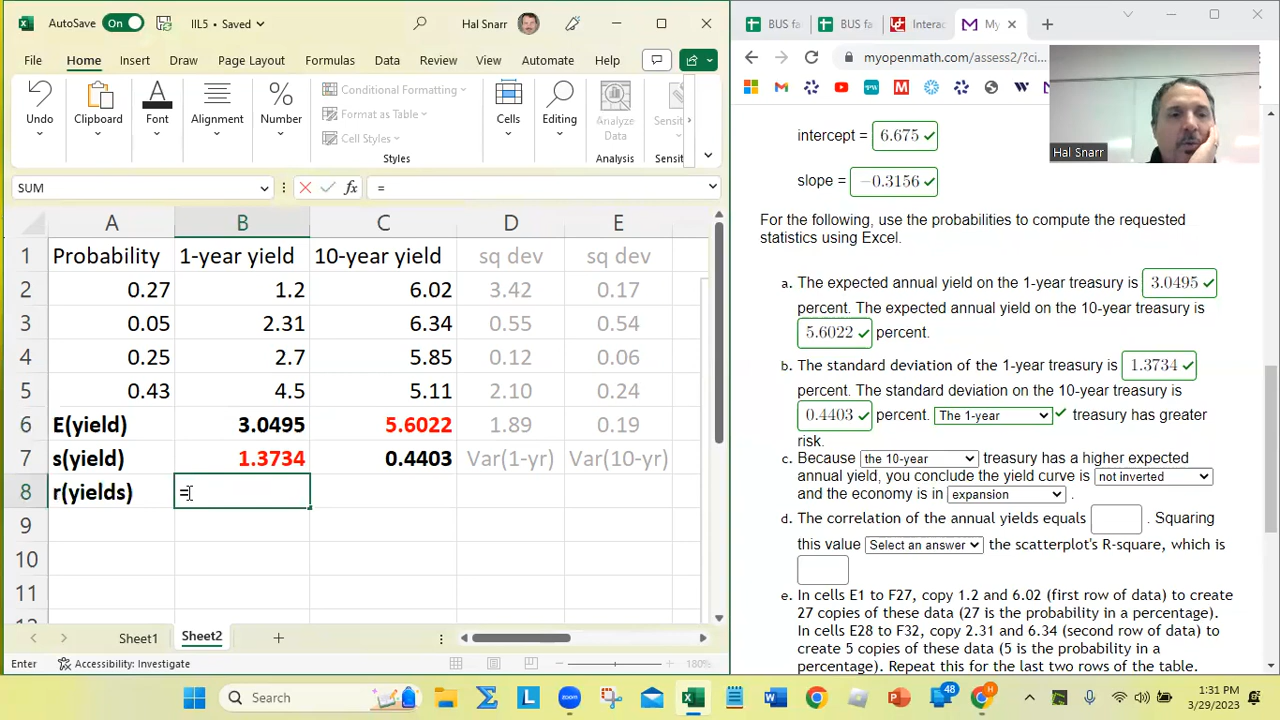 AutoSave On IIL5 • Saved Hal Snarr
File Home Insert Draw Page Layout Formulas Data Review View Automate Help
Undo Clipboard Font Alignment Number Conditional Formatting Format as Table Cell Styles Styles Cells Editing Analyze Data Analysis Sensit
SUM fx =
A B C D E
1 Probability 1-year yield 10-year yield sq dev sq dev
2 0.27 1.2 6.02 3.42 0.17
3 0.05 2.31 6.34 0.55 0.54
4 0.25 2.7 5.85 0.12 0.06
5 0.43 4.5 5.11 2.10 0.24
6 E(yield) 3.0495 5.6022 1.89 0.19
7 s(yield) 1.3734 0.4403 Var(1-yr) Var(10-yr)
8 r(yields) =
9
10
11
Sheet1 Sheet2
Enter Accessibility: Investigate 180%
BUS fa BUS fa Interac My
myopenmath.com/assess2/?ci...
Hal Snarr
intercept = 6.675
slope = −0.3156
For the following, use the probabilities to compute the requested
statistics using Excel.
a. The expected annual yield on the 1-year treasury is 3.0495
percent. The expected annual yield on the 10-year treasury is
5.6022 percent.
b. The standard deviation of the 1-year treasury is 1.3734
percent. The standard deviation on the 10-year treasury is
0.4403 percent. The 1-year treasury has greater
risk.
c. Because the 10-year treasury has a higher expected
annual yield, you conclude the yield curve is not inverted
and the economy is in expansion .
d. The correlation of the annual yields equals . Squaring
this value Select an answer the scatterplot's R-square, which is
e. In cells E1 to F27, copy 1.2 and 6.02 (first row of data) to create
27 copies of these data (27 is the probability in a percentage).
In cells E28 to F32, copy 2.31 and 6.34 (second row of data) to
create 5 copies of these data (5 is the probability in a
percentage). Repeat this for the last two rows of the table.
Search 48 1:31 PM
3/29/2023